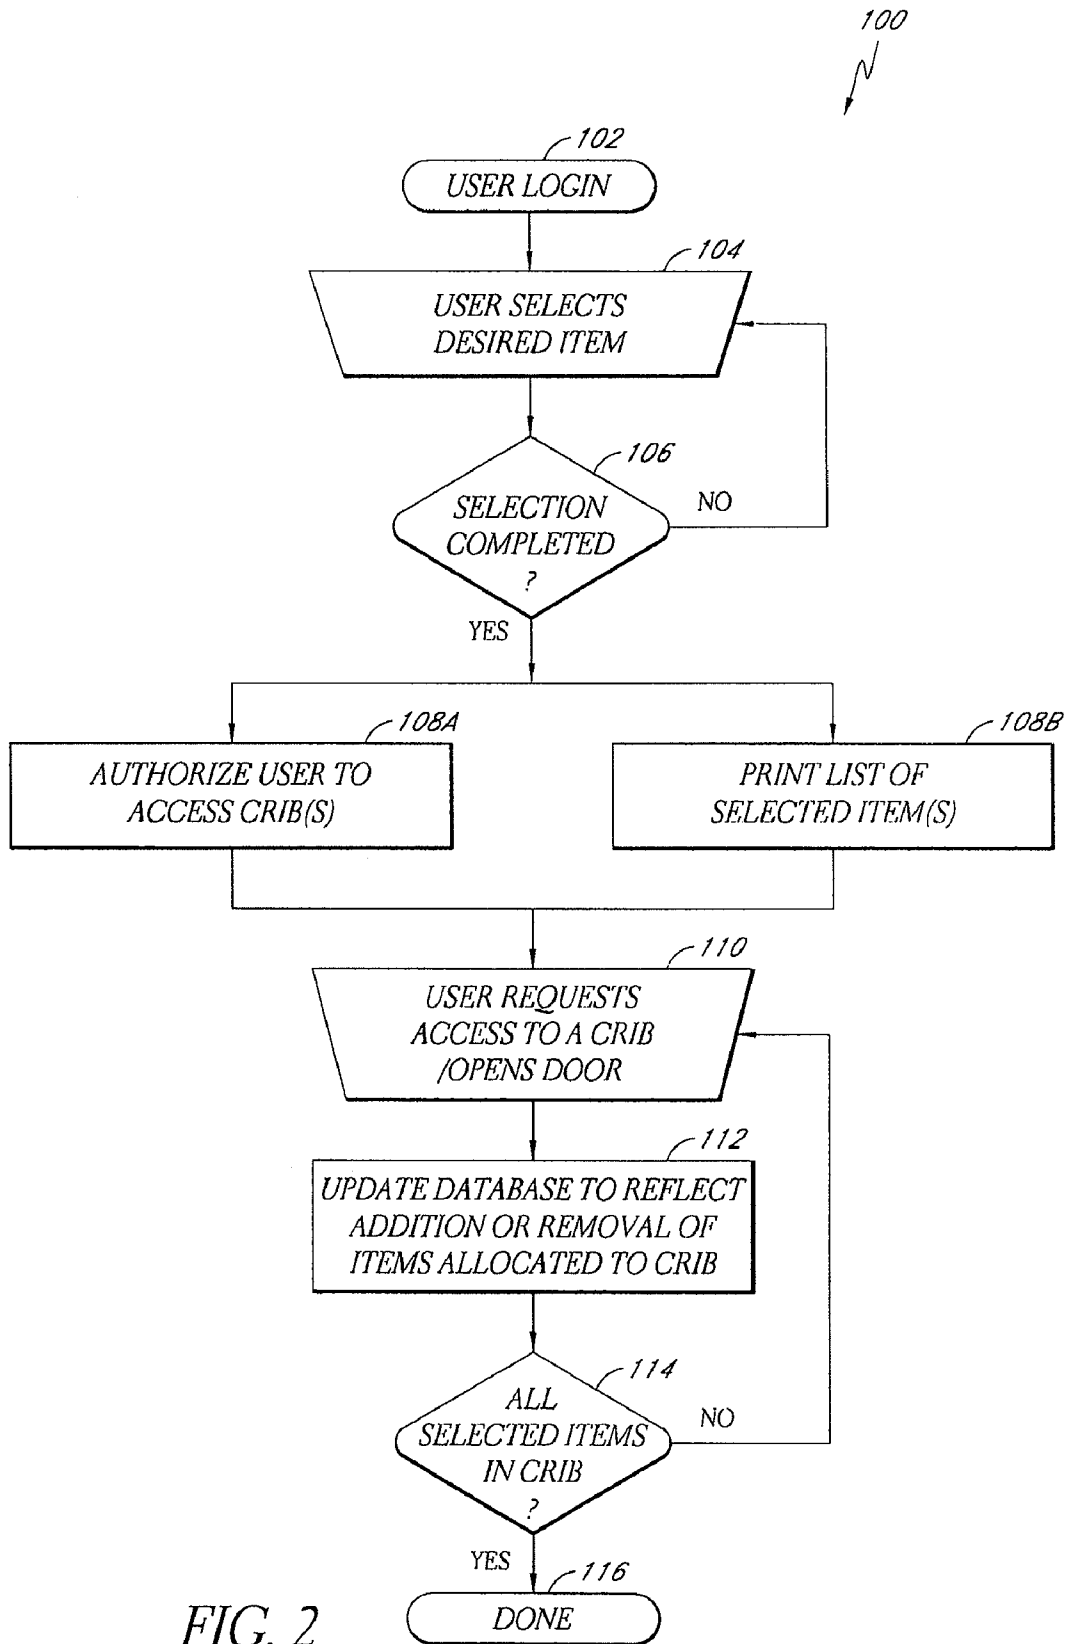 100
102
USER LOGIN
104
USER SELECTS
DESIRED ITEM
106
SELECTION
COMPLETED
?
NO
YES
108A
AUTHORIZE USER TO
ACCESS CRIB(S)
108B
PRINT LIST OF
SELECTED ITEM(S)
110
USER REQUESTS
ACCESS TO A CRIB
/OPENS DOOR
112
UPDATE DATABASE TO REFLECT
ADDITION OR REMOVAL OF
ITEMS ALLOCATED TO CRIB
114
ALL
SELECTED ITEMS
IN CRIB
?
NO
YES
116
DONE
FIG. 2